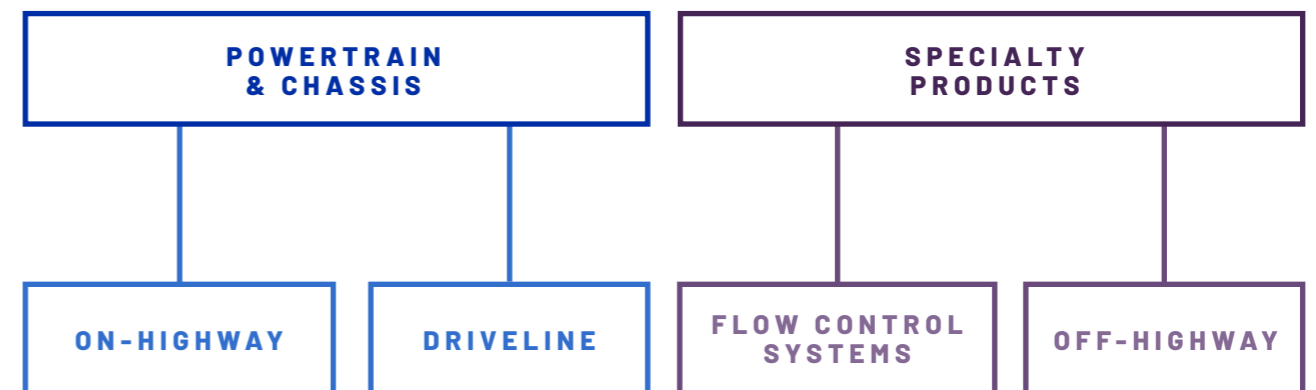 POWERTRAIN
& CHASSIS
SPECIALTY
PRODUCTS
ON-HIGHWAY
DRIVELINE
FLOW CONTROL
SYSTEMS
OFF-HIGHWAY